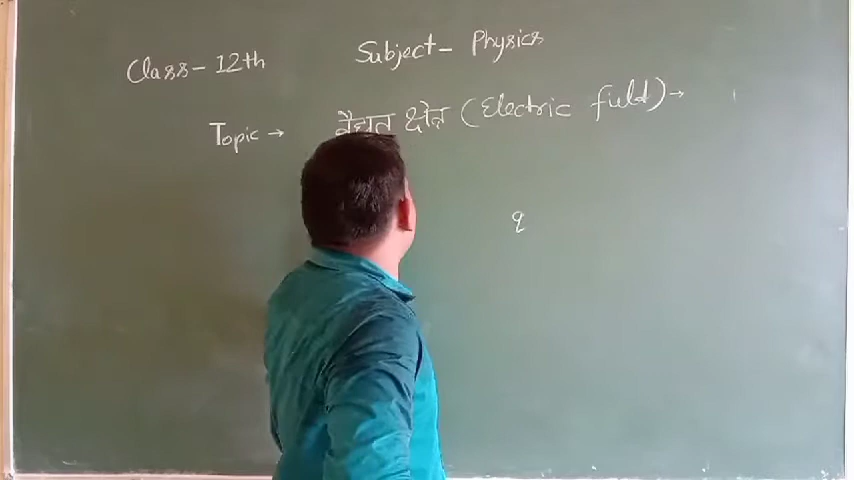 Class- 12th Subject- Physics
Topic → वैद्युत क्षेत्र (Electric field) →
q